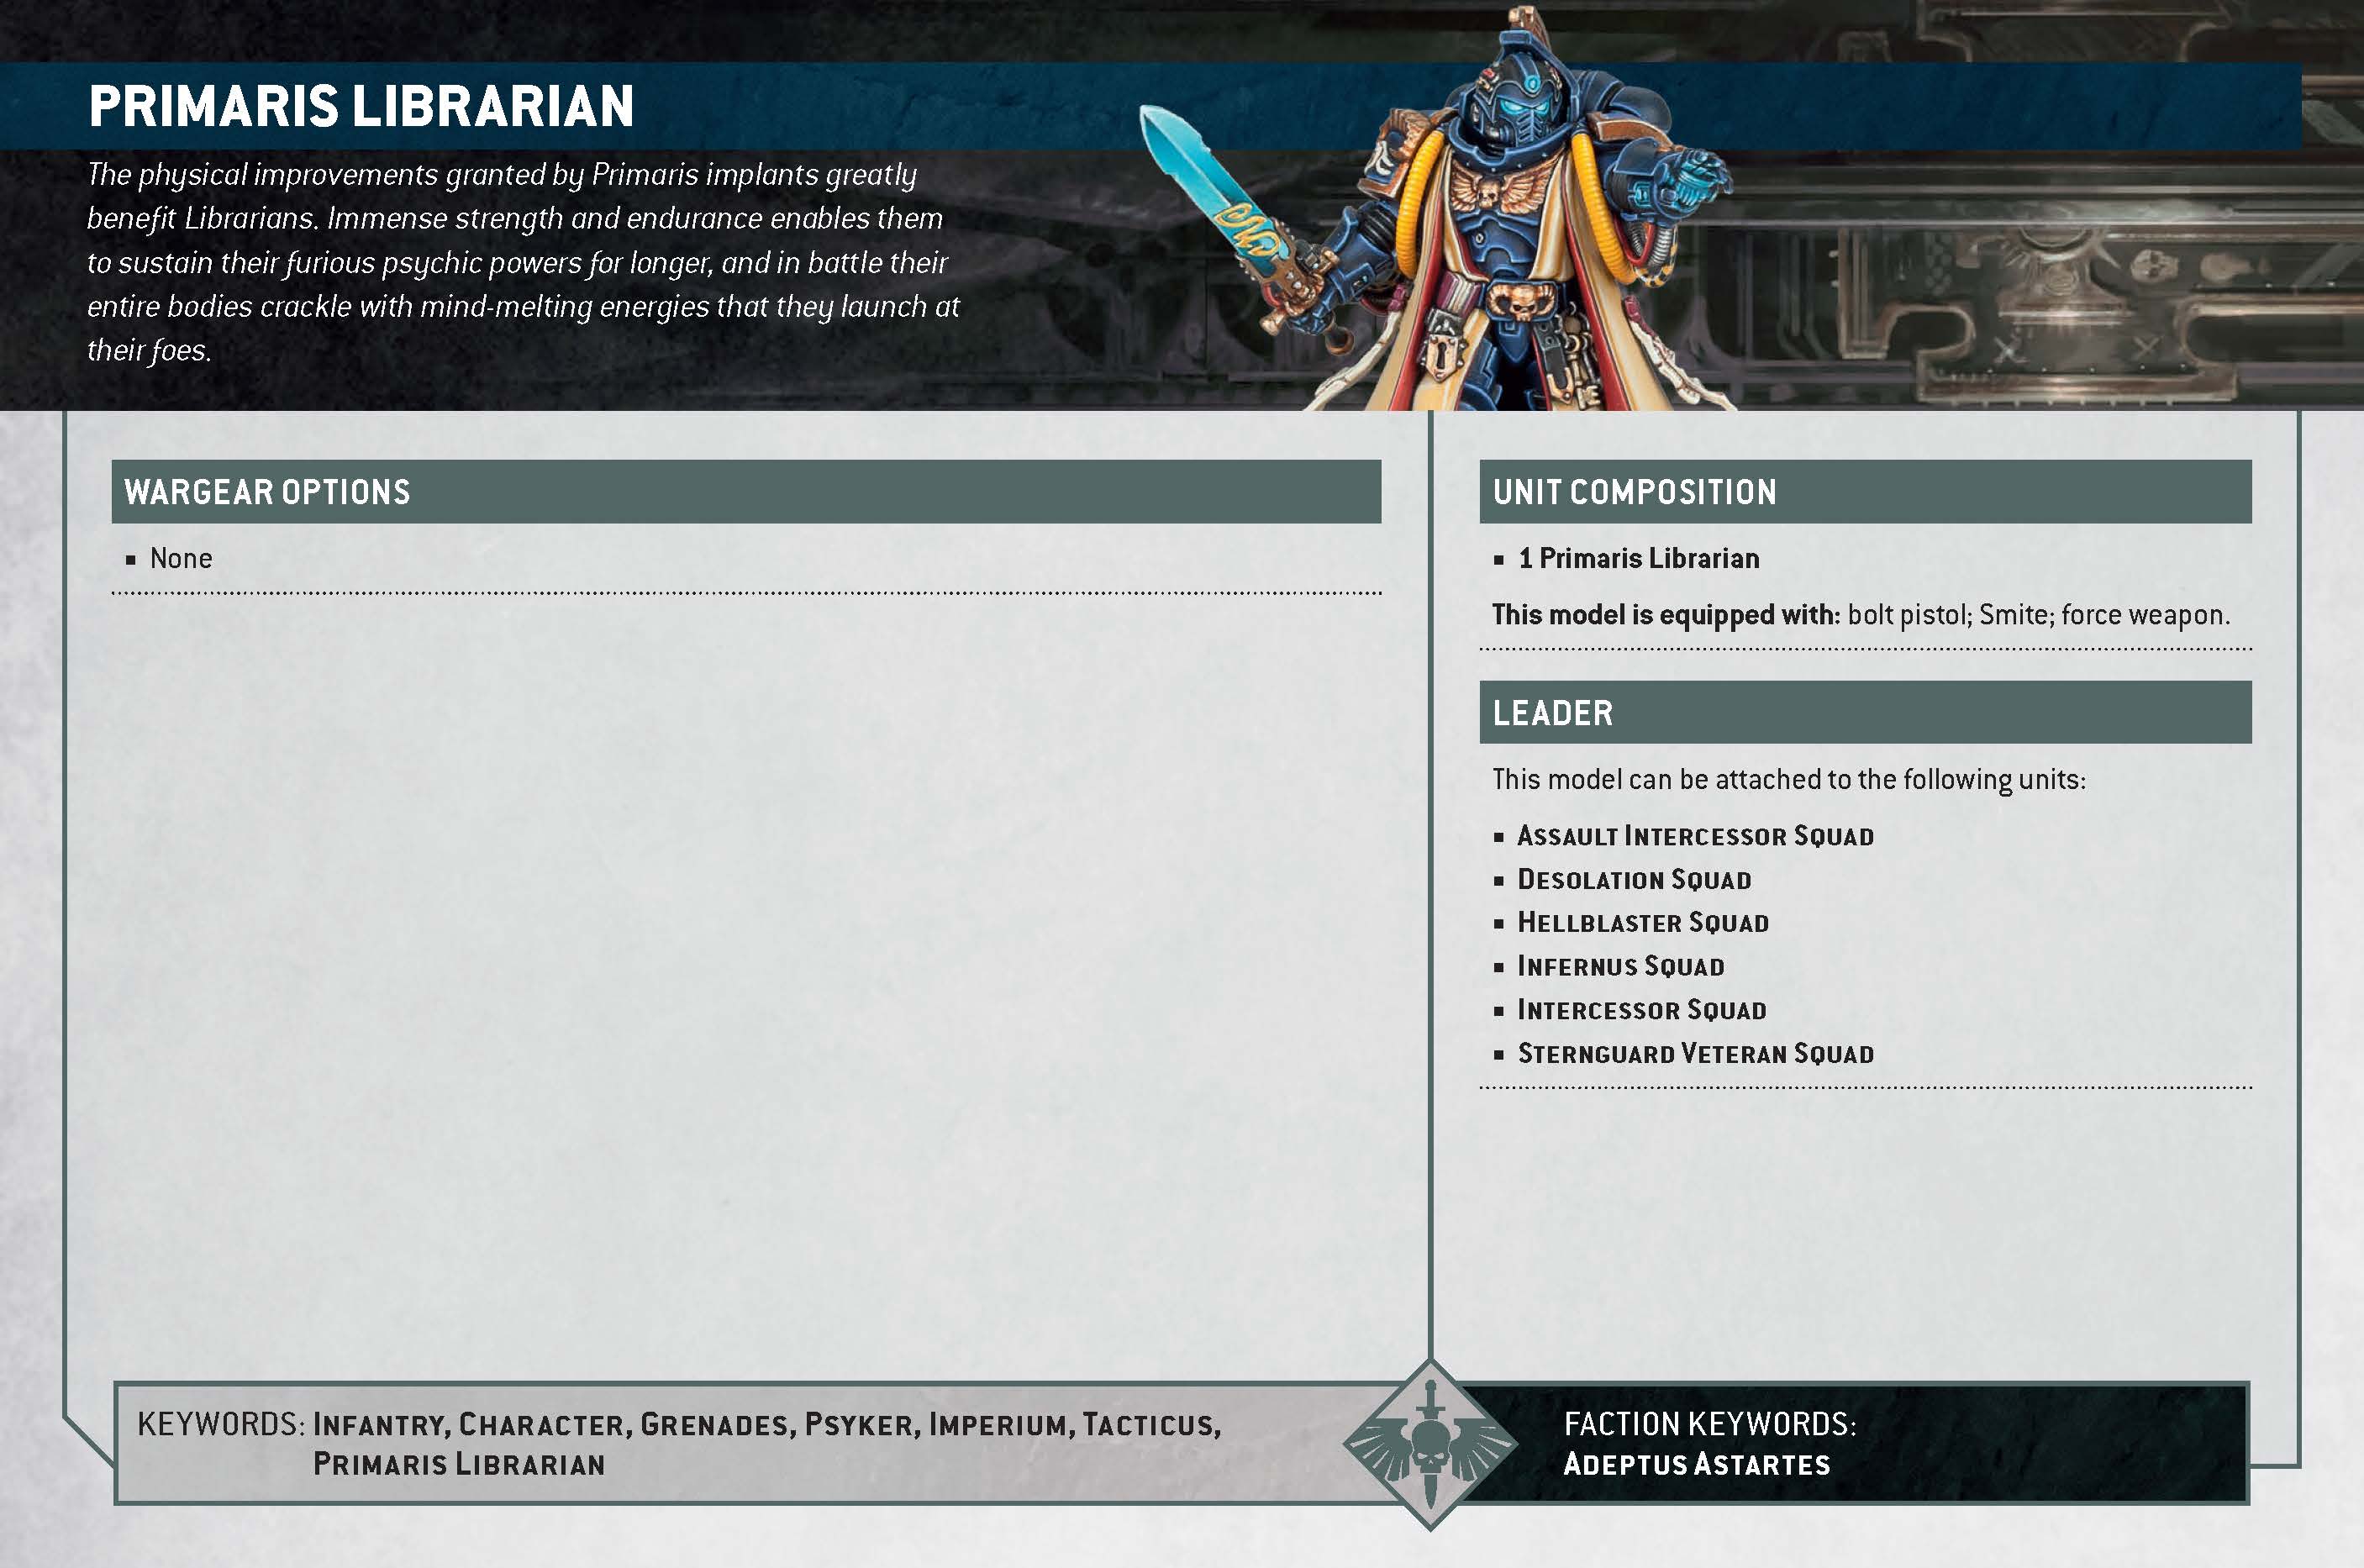 PRIMARIS LIBRARIAN
The physical improvements granted by Primaris implants greatly
benefit Librarians. Immense strength and endurance enables them
to sustain their furious psychic powers for longer, and in battle their
entire bodies crackle with mind-melting energies that they launch at
their foes.
WARGEAR OPTIONS
▪ None
UNIT COMPOSITION
▪ 1 Primaris Librarian
This model is equipped with: bolt pistol; Smite; force weapon.
LEADER
This model can be attached to the following units:
▪ Assault Intercessor Squad
▪ Desolation Squad
▪ Hellblaster Squad
▪ Infernus Squad
▪ Intercessor Squad
▪ Sternguard Veteran Squad
KEYWORDS: Infantry, Character, Grenades, Psyker, Imperium, Tacticus,
Primaris Librarian
FACTION KEYWORDS:
Adeptus Astartes